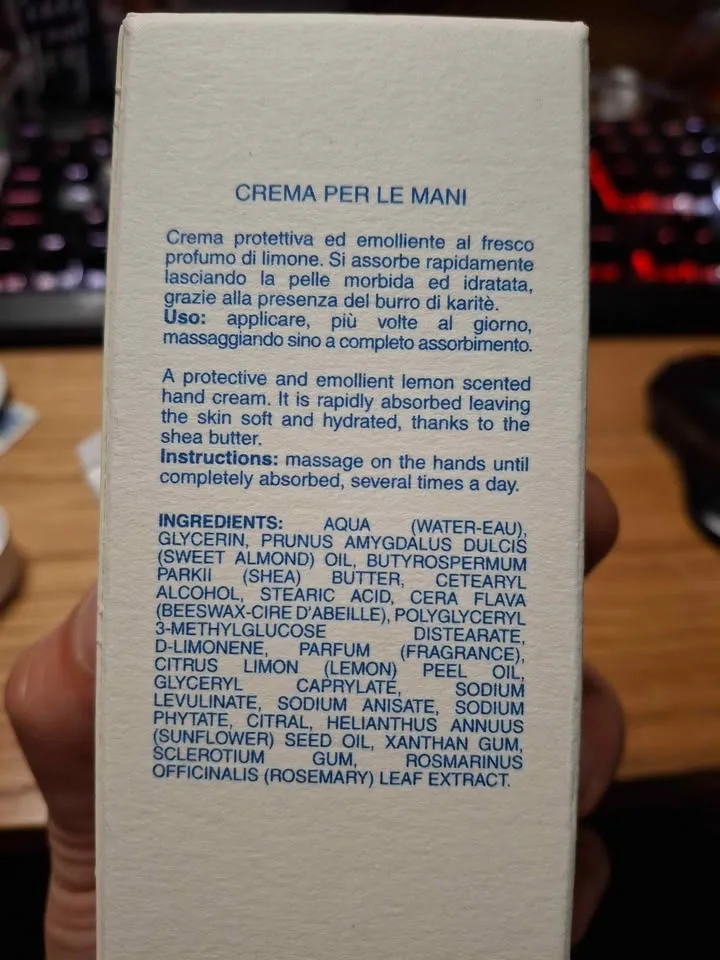 CREMA PER LE MANI
Crema protettiva ed emolliente al fresco
profumo di limone. Si assorbe rapidamente
lasciando la pelle morbida ed idratata,
grazie alla presenza del burro di karitè.
Uso: applicare, più volte al giorno,
massaggiando sino a completo assorbimento.
A protective and emollient lemon scented
hand cream. It is rapidly absorbed leaving
the skin soft and hydrated, thanks to the
shea butter.
Instructions: massage on the hands until
completely absorbed, several times a day.
INGREDIENTS: AQUA (WATER-EAU),
GLYCERIN, PRUNUS AMYGDALUS DULCIS
(SWEET ALMOND) OIL, BUTYROSPERMUM
PARKII (SHEA) BUTTER, CETEARYL
ALCOHOL, STEARIC ACID, CERA FLAVA
(BEESWAX-CIRE D'ABEILLE), POLYGLYCERYL
3-METHYLGLUCOSE DISTEARATE,
D-LIMONENE, PARFUM (FRAGRANCE),
CITRUS LIMON (LEMON) PEEL OIL,
GLYCERYL CAPRYLATE, SODIUM
LEVULINATE, SODIUM ANISATE, SODIUM
PHYTATE, CITRAL, HELIANTHUS ANNUUS
(SUNFLOWER) SEED OIL, XANTHAN GUM,
SCLEROTIUM GUM, ROSMARINUS
OFFICINALIS (ROSEMARY) LEAF EXTRACT.